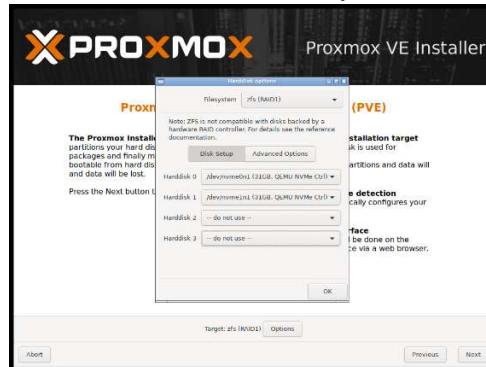 PROXMOX
Proxmox VE Installer
Harddisk options
Proxm
(PVE)
Filesystem zfs (RAID1)
Note: ZFS is not compatible with disks backed by a
hardware RAID controller. For details see the reference
documentation.
Disk Setup Advanced Options
Harddisk 0 /dev/nvme0n1 (31GB, QEMU NVMe Ctrl)
Harddisk 1 /dev/nvme1n1 (31GB, QEMU NVMe Ctrl)
Harddisk 2 -- do not use --
Harddisk 3 -- do not use --
OK
The Proxmox Installe
partitions your hard dis
packages and finally m
bootable from hard dis
and data will be lost.
Press the Next button t
stallation target
sk is used for
artitions and data will
e detection
cally configures your
rface
l be done on the
ce via a web browser.
Target: zfs (RAID1) Options
Abort Previous Next